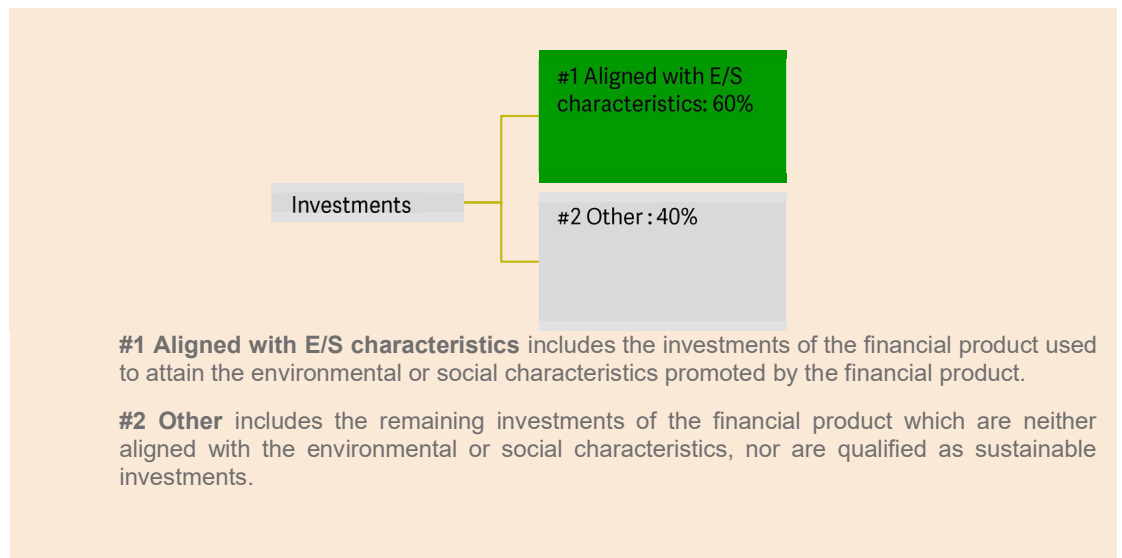 #1 Aligned with E/S
characteristics: 60%
Investments
#2 Other : 40%
#1 Aligned with E/S characteristics includes the investments of the financial product used
to attain the environmental or social characteristics promoted by the financial product.
#2 Other includes the remaining investments of the financial product which are neither
aligned with the environmental or social characteristics, nor are qualified as sustainable
investments.